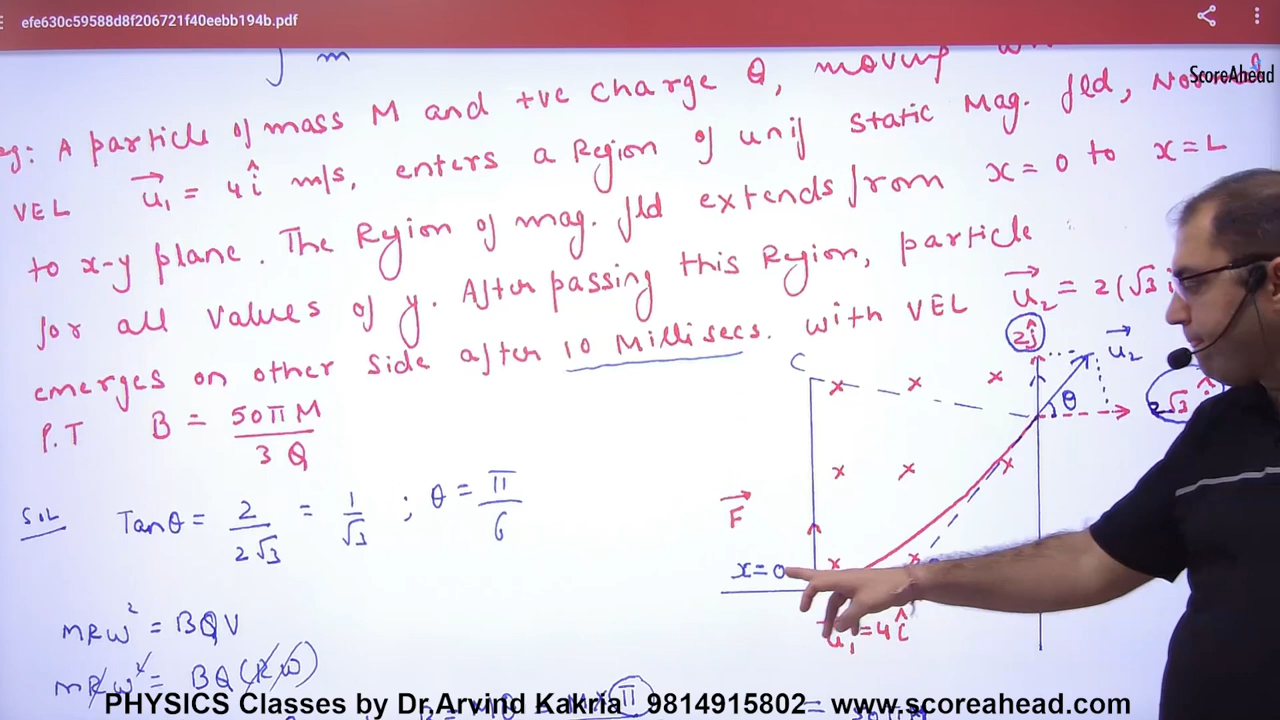 efe630c59588d8f206721f40eebb194b.pdf
ScoreAhead
∫ m
eg: A particle of mass M and +ve charge Q, moving
VEL u₁ = 4î m/s, enters a Region of unif static Mag. fld,
to x-y plane. The Region of mag. fld extends from x=0 to x=L
for all values of y. After passing this Region, particle
emerges on other side after 10 Millisecs. with VEL u₂ = 2(√3 i
P.T B = 50πM / 3Q
Sol Tanθ = 2 / 2√3 = 1/√3 ; θ = π/6
MRω² = BQV
MRω² = BQ(Rω)
C
2ĵ
u₂
θ
2√3 î
F
x=0
u₁=4î
PHYSICS Classes by Dr,Arvind Kakria 9814915802 www.scoreahead.com